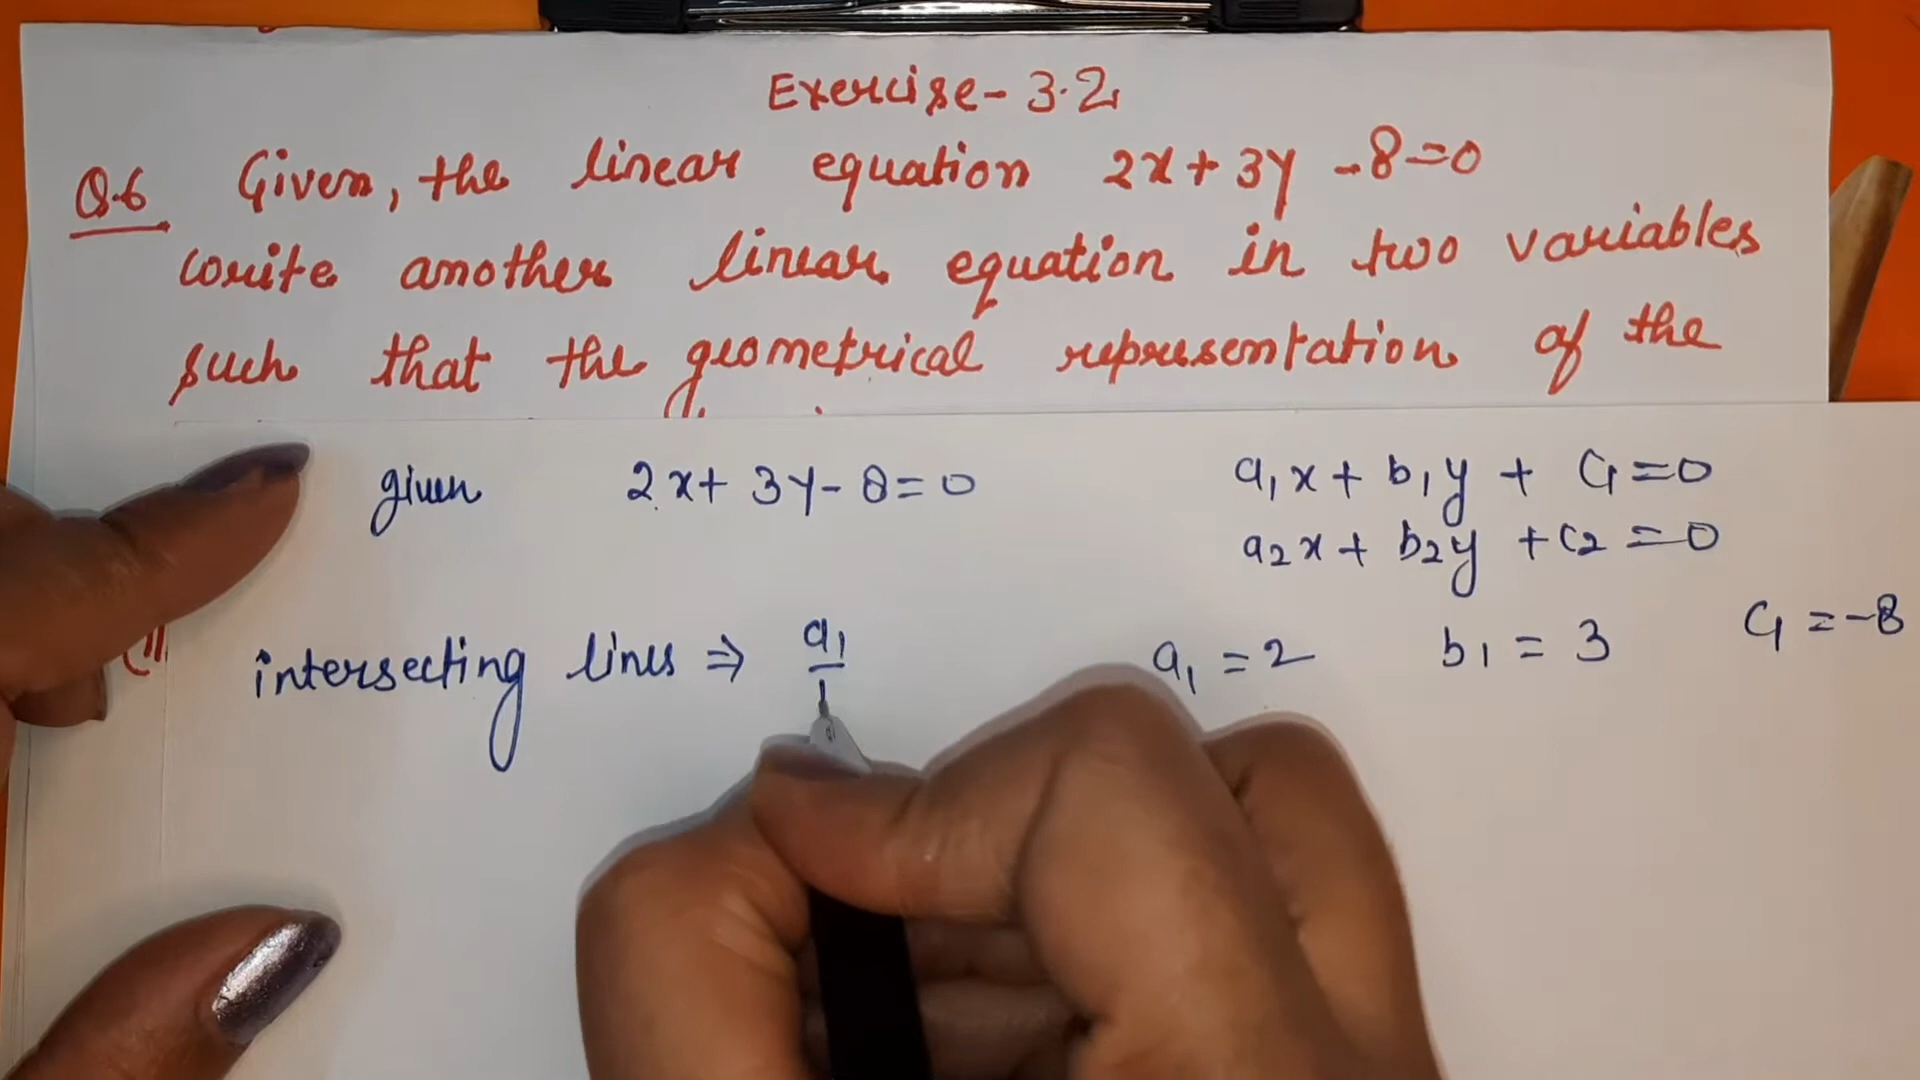 Exercise - 3.2
Q.6 Given, the linear equation 2x + 3y - 8 = 0
write another linear equation in two variables
such that the geometrical representation of the
given 2x + 3y - 8 = 0
a₁x + b₁y + c₁ = 0
a₂x + b₂y + c₂ = 0
intersecting lines ⇒ a₁/
a₁ = 2 b₁ = 3 c₁ = -8